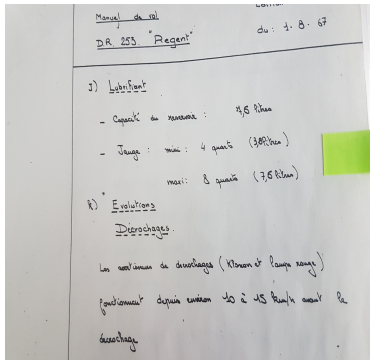 Manuel de vol
DR 253 "Regent"
du : 1. 8. 67
J) Lubrifiant
- Capacité du reservoir : 7,5 litres
- Jauge : mini : 4 quarts (3,8 litres)
maxi : 8 quarts (7,5 litres)
K) Evolutions
Décrochages.
Les avertisseurs de decrochages (Klaxon et lampe rouge)
fonctionnent depuis environ 10 à 15 km/h avant le
decrochage